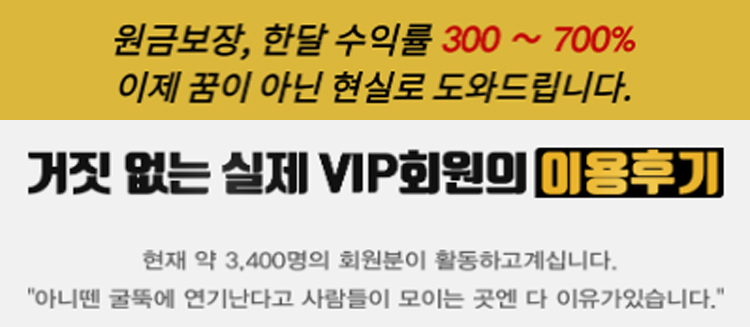 원금보장, 한달 수익률 300 ~ 700%
이제 꿈이 아닌 현실로 도와드립니다.
거짓 없는 실제 VIP회원의 이용후기
현재 약 3,400명의 회원분이 활동하고계십니다.
"아니뗀 굴뚝에 연기난다고 사람들이 모이는 곳엔 다 이유가있습니다."